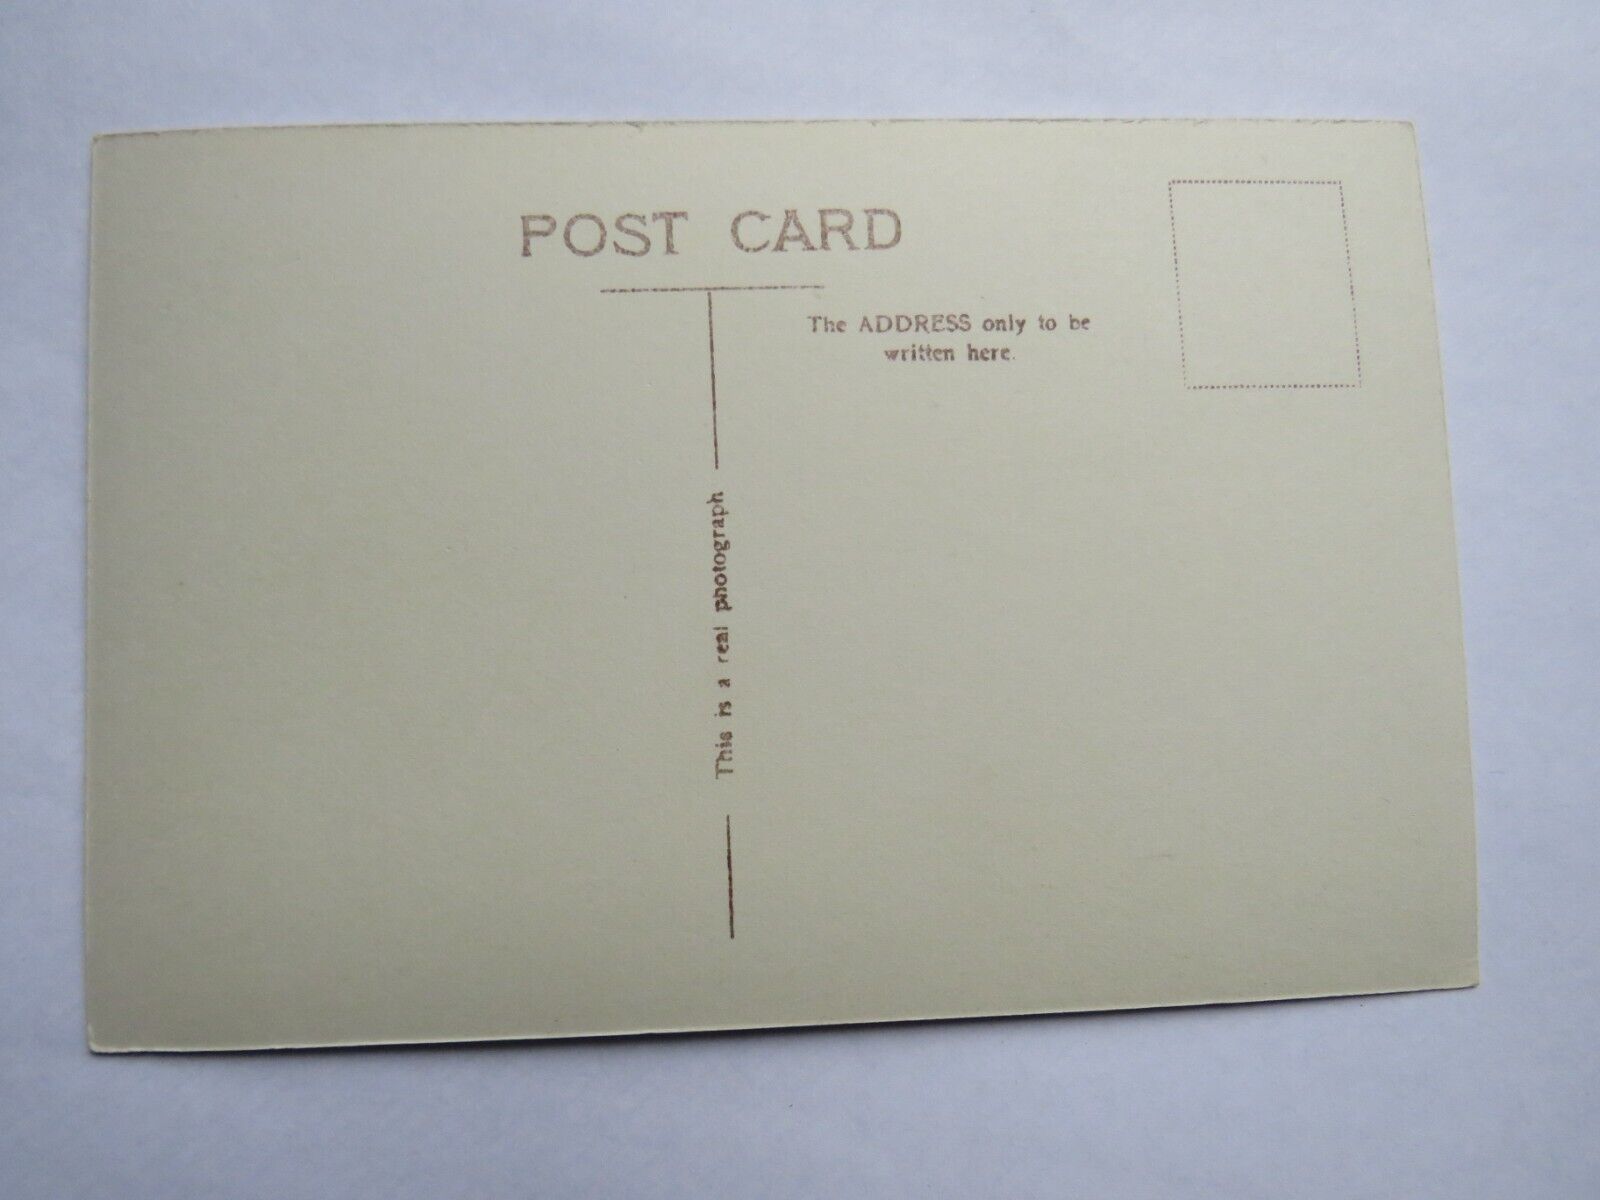 POST CARD
The ADDRESS only to be
written here.
This is a real photograph